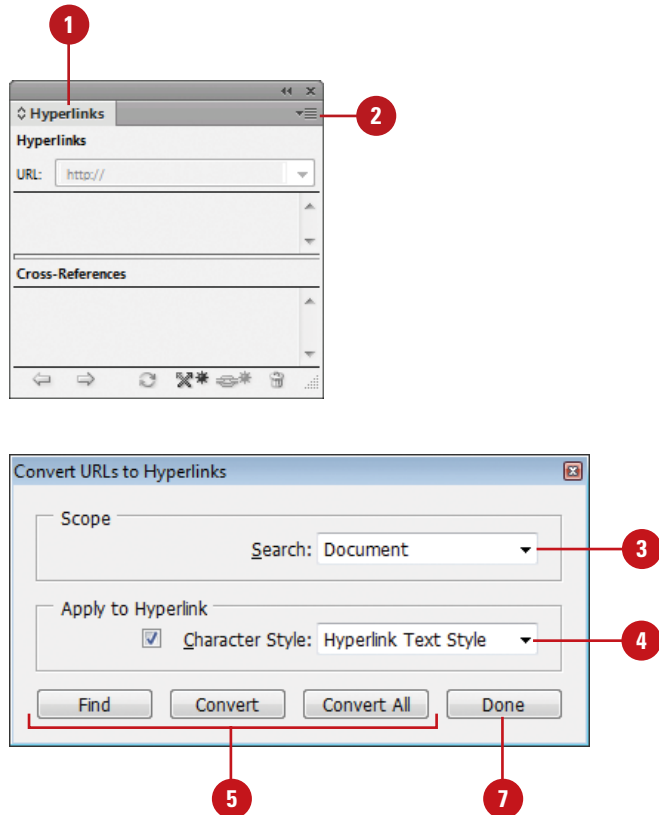 1
Hyperlinks
2
Hyperlinks
URL: http://
Cross-References
Convert URLs to Hyperlinks
Scope
Search: Document
3
Apply to Hyperlink
Character Style: Hyperlink Text Style
4
Find Convert Convert All Done
5 7